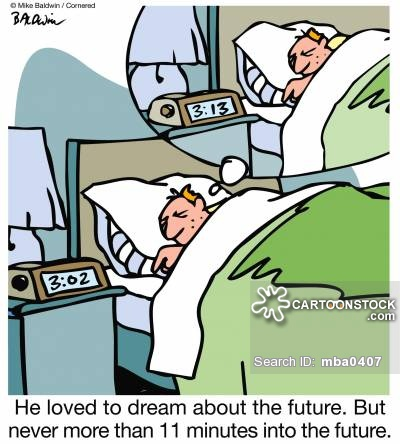 © Mike Baldwin / Cornered
BALDWIN
3:13
3:02
CARTOONSTOCK
.com
Search ID: mba0407
He loved to dream about the future. But
never more than 11 minutes into the future.